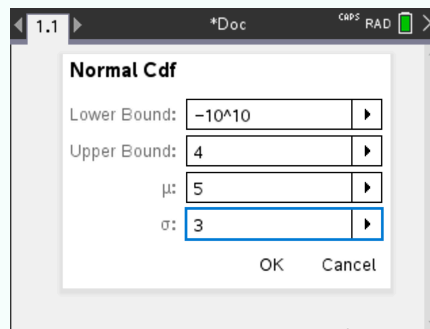 1.1 *Doc CAPS RAD
Normal Cdf
Lower Bound: -10^10
Upper Bound: 4
μ: 5
σ: 3
OK Cancel